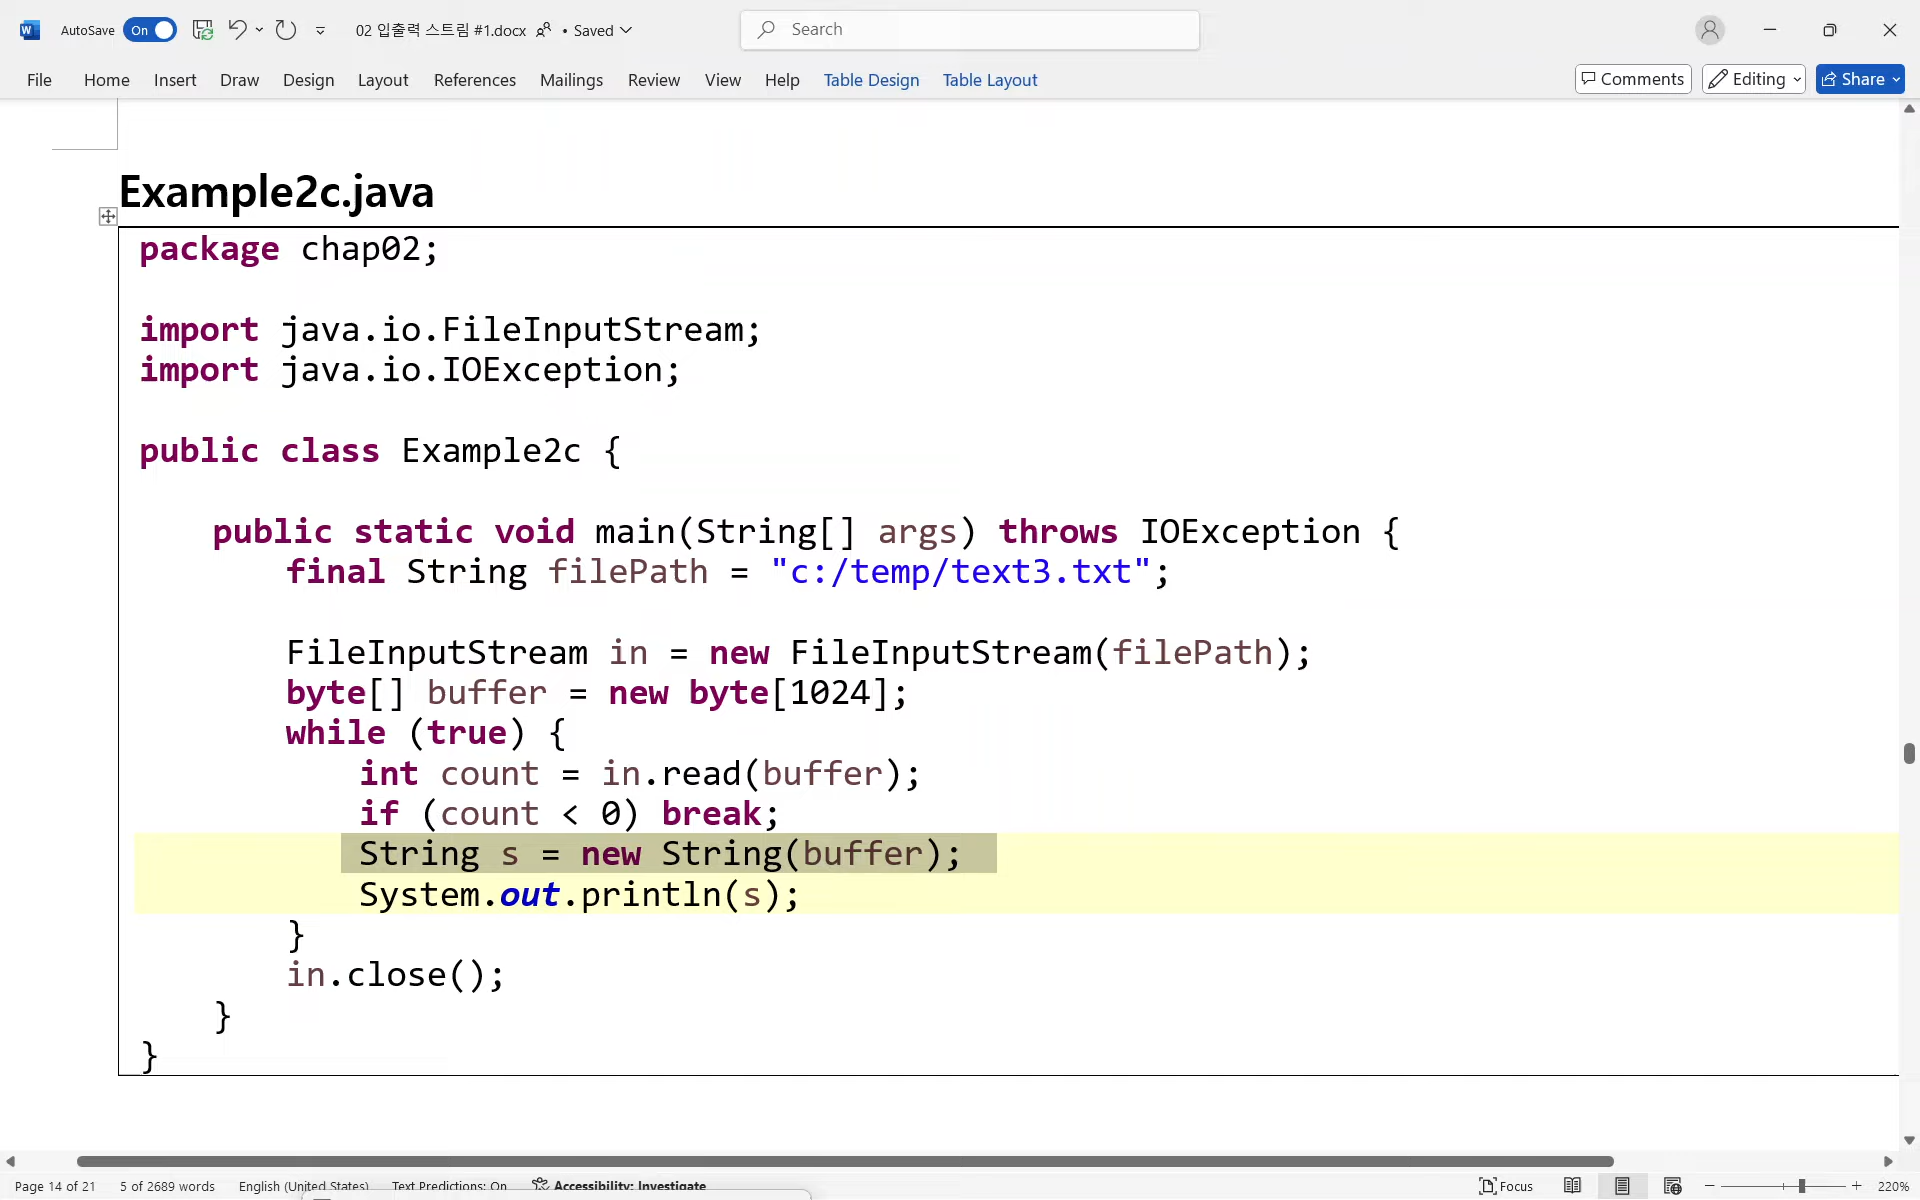 AutoSave On 02 입출력 스트림 #1.docx • Saved Search
File Home Insert Draw Design Layout References Mailings Review View Help Table Design Table Layout Comments Editing Share
Example2c.java
package chap02;
import java.io.FileInputStream;
import java.io.IOException;
public class Example2c {
public static void main(String[] args) throws IOException {
final String filePath = "c:/temp/text3.txt";
FileInputStream in = new FileInputStream(filePath);
byte[] buffer = new byte[1024];
while (true) {
int count = in.read(buffer);
if (count < 0) break;
String s = new String(buffer);
System.out.println(s);
}
in.close();
}
}
Page 14 of 21 5 of 2689 words English (United States) Text Predictions: On Accessibility: Investigate Focus 220%